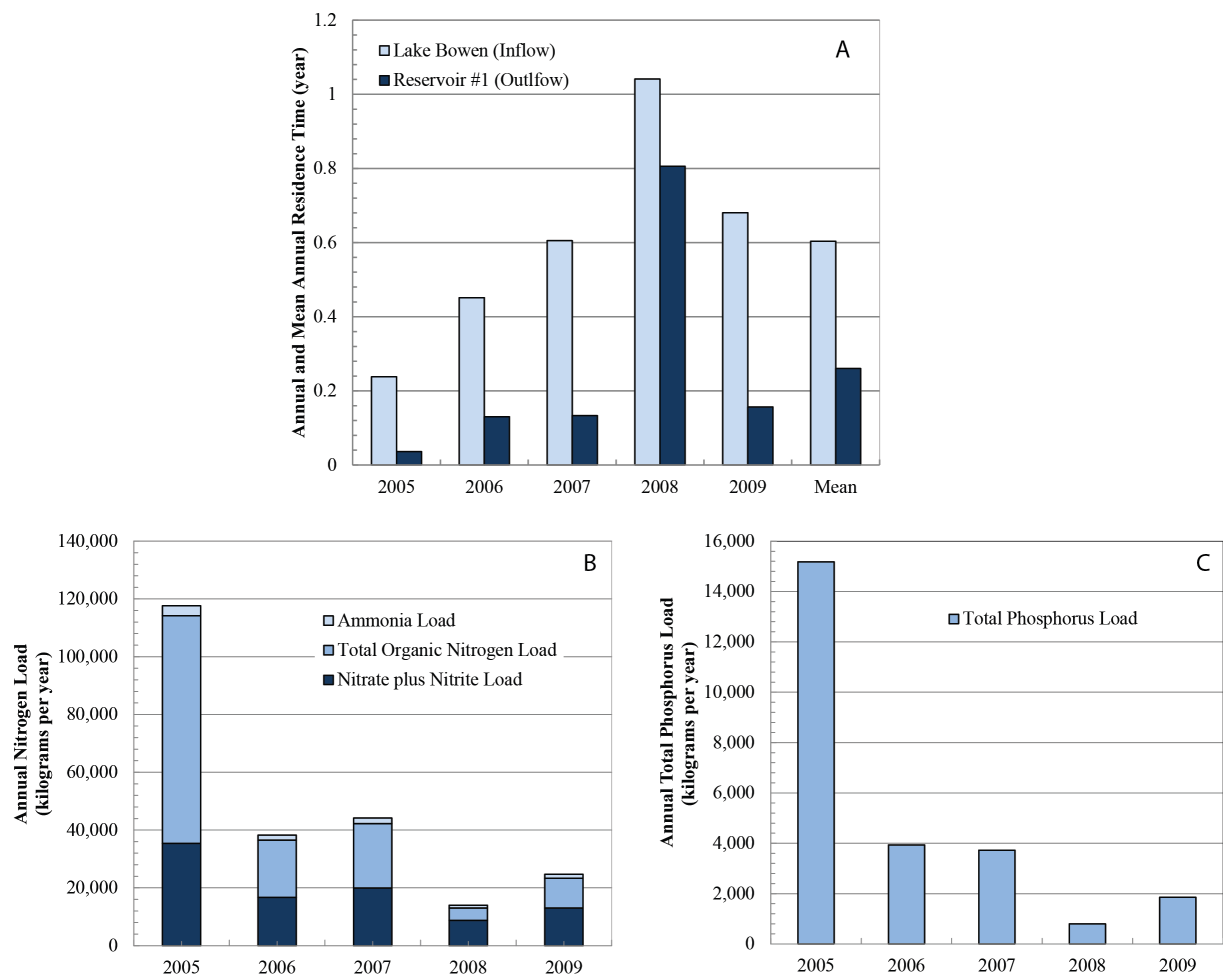 A
Annual and Mean Annual Residence Time (year)
1.2
1
0.8
0.6
0.4
0.2
0
Lake Bowen (Inflow)
Reservoir #1 (Outlfow)
2005 2006 2007 2008 2009 Mean
B
Annual Nitrogen Load
(kilograms per year)
140,000
120,000
100,000
80,000
60,000
40,000
20,000
0
Ammonia Load
Total Organic Nitrogen Load
Nitrate plus Nitrite Load
2005 2006 2007 2008 2009
C
Annual Total Phosphorus Load
(kilograms per year)
16,000
14,000
12,000
10,000
8,000
6,000
4,000
2,000
0
Total Phosphorus Load
2005 2006 2007 2008 2009